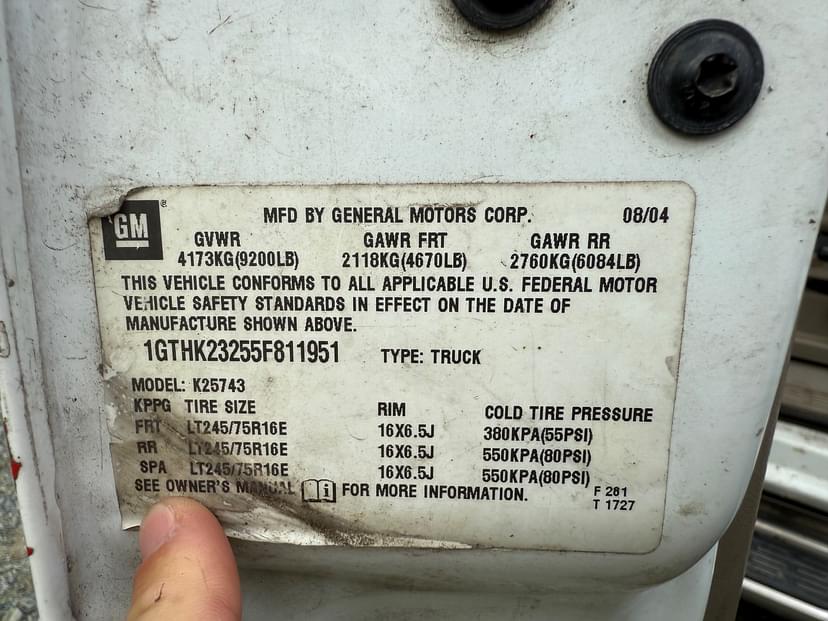 GM ®
MFD BY GENERAL MOTORS CORP. 08/04
GVWR GAWR FRT GAWR RR
4173KG(9200LB) 2118KG(4670LB) 2760KG(6084LB)
THIS VEHICLE CONFORMS TO ALL APPLICABLE U.S. FEDERAL MOTOR
VEHICLE SAFETY STANDARDS IN EFFECT ON THE DATE OF
MANUFACTURE SHOWN ABOVE.
1GTHK23255F811951 TYPE: TRUCK
MODEL: K25743
KPPG TIRE SIZE RIM COLD TIRE PRESSURE
FRT LT245/75R16E 16X6.5J 380KPA(55PSI)
RR LT245/75R16E 16X6.5J 550KPA(80PSI)
SPA LT245/75R16E 16X6.5J 550KPA(80PSI)
SEE OWNER'S MANUAL FOR MORE INFORMATION.
F 281
T 1727